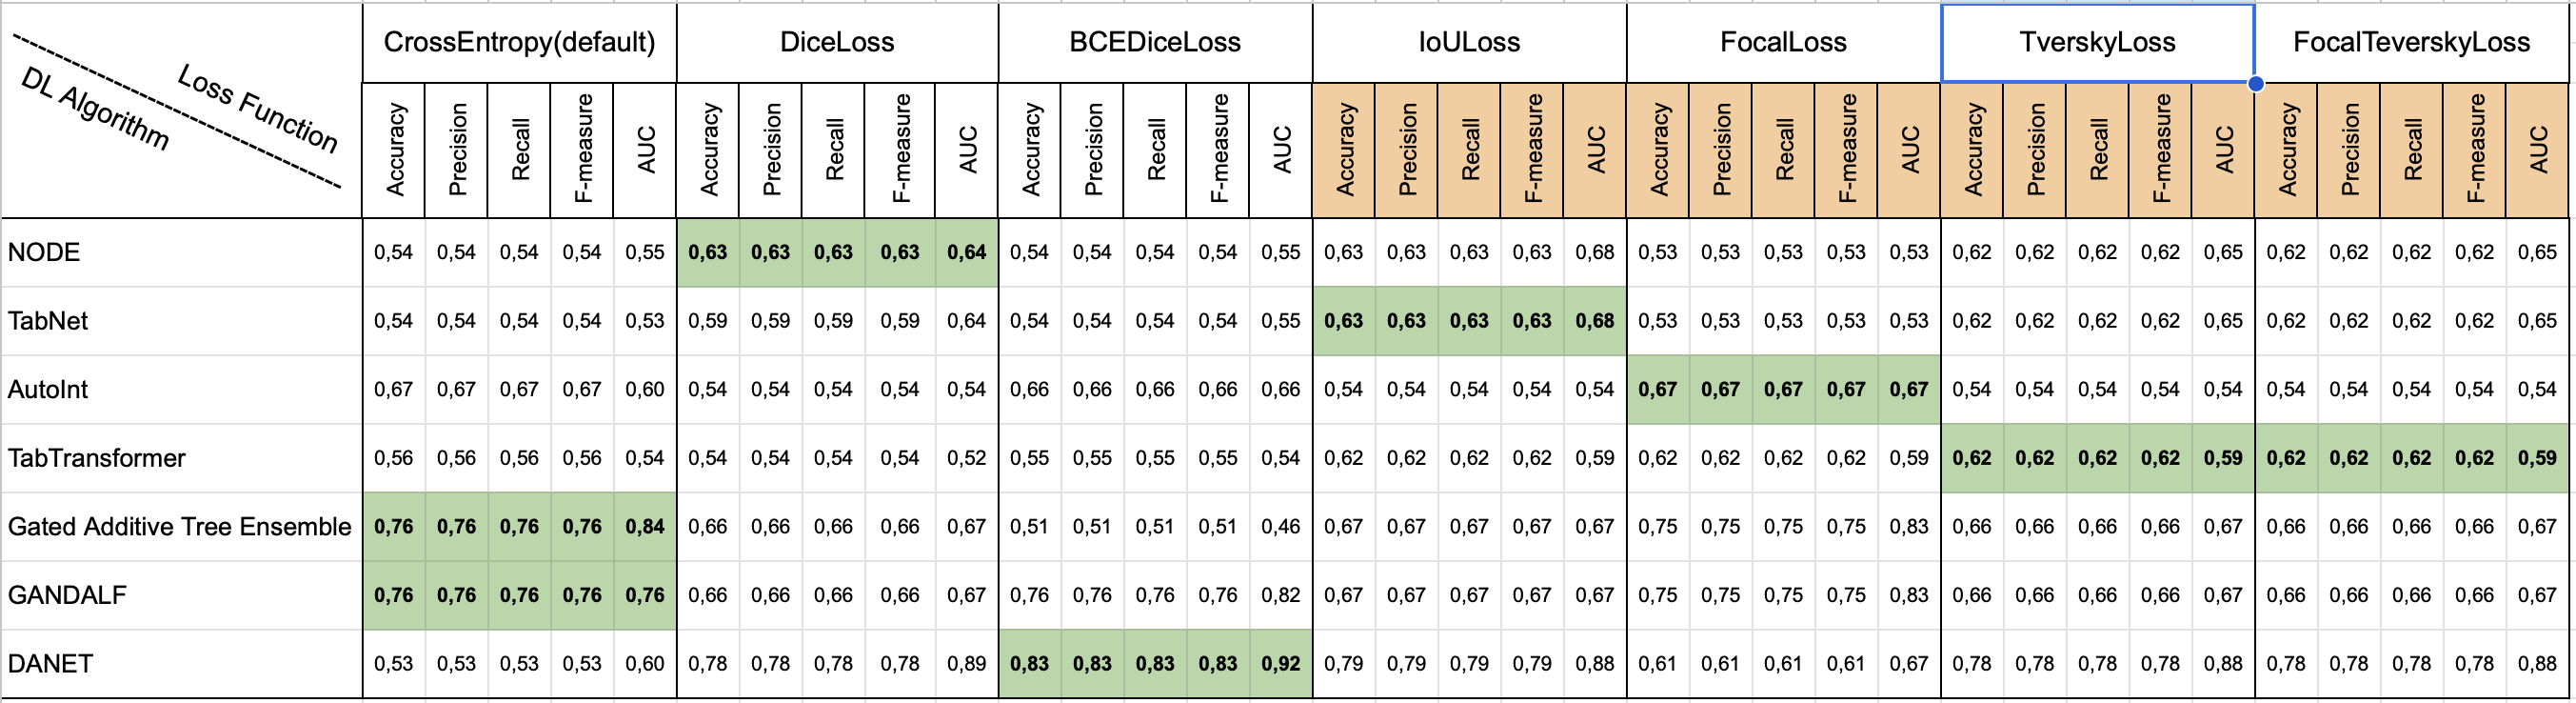 Loss Function
DL Algorithm
CrossEntropy(default) DiceLoss BCEDiceLoss IoULoss FocalLoss TverskyLoss FocalTeverskyLoss
Accuracy Precision Recall F-measure AUC Accuracy Precision Recall F-measure AUC Accuracy Precision Recall F-measure AUC Accuracy Precision Recall F-measure AUC Accuracy Precision Recall F-measure AUC Accuracy Precision Recall F-measure AUC Accuracy Precision Recall F-measure AUC
NODE 0,54 0,54 0,54 0,54 0,55 0,63 0,63 0,63 0,63 0,64 0,54 0,54 0,54 0,54 0,55 0,63 0,63 0,63 0,63 0,68 0,53 0,53 0,53 0,53 0,53 0,62 0,62 0,62 0,62 0,65 0,62 0,62 0,62 0,62 0,65
TabNet 0,54 0,54 0,54 0,54 0,53 0,59 0,59 0,59 0,59 0,64 0,54 0,54 0,54 0,54 0,55 0,63 0,63 0,63 0,63 0,68 0,53 0,53 0,53 0,53 0,53 0,62 0,62 0,62 0,62 0,65 0,62 0,62 0,62 0,62 0,65
AutoInt 0,67 0,67 0,67 0,67 0,60 0,54 0,54 0,54 0,54 0,54 0,66 0,66 0,66 0,66 0,66 0,54 0,54 0,54 0,54 0,54 0,67 0,67 0,67 0,67 0,67 0,54 0,54 0,54 0,54 0,54 0,54 0,54 0,54 0,54 0,54
TabTransformer 0,56 0,56 0,56 0,56 0,54 0,54 0,54 0,54 0,54 0,52 0,55 0,55 0,55 0,55 0,54 0,62 0,62 0,62 0,62 0,59 0,62 0,62 0,62 0,62 0,59 0,62 0,62 0,62 0,62 0,59 0,62 0,62 0,62 0,62 0,59
Gated Additive Tree Ensemble 0,76 0,76 0,76 0,76 0,84 0,66 0,66 0,66 0,66 0,67 0,51 0,51 0,51 0,51 0,46 0,67 0,67 0,67 0,67 0,67 0,75 0,75 0,75 0,75 0,83 0,66 0,66 0,66 0,66 0,67 0,66 0,66 0,66 0,66 0,67
GANDALF 0,76 0,76 0,76 0,76 0,76 0,66 0,66 0,66 0,66 0,67 0,76 0,76 0,76 0,76 0,82 0,67 0,67 0,67 0,67 0,67 0,75 0,75 0,75 0,75 0,83 0,66 0,66 0,66 0,66 0,67 0,66 0,66 0,66 0,66 0,67
DANET 0,53 0,53 0,53 0,53 0,60 0,78 0,78 0,78 0,78 0,89 0,83 0,83 0,83 0,83 0,92 0,79 0,79 0,79 0,79 0,88 0,61 0,61 0,61 0,61 0,67 0,78 0,78 0,78 0,78 0,88 0,78 0,78 0,78 0,78 0,88